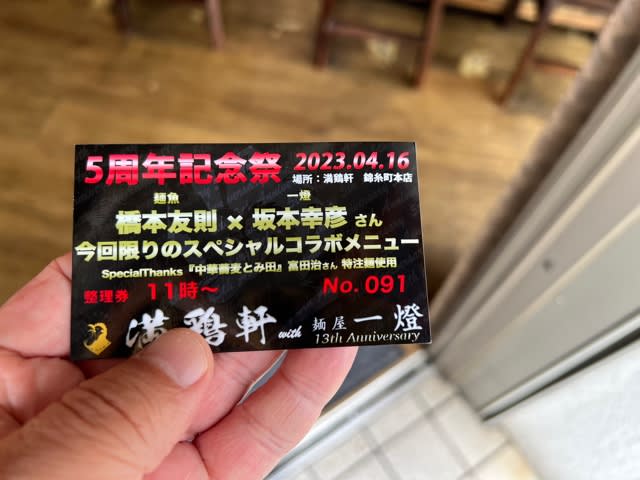 5周年記念祭 2023.04.16
場所：満鶏軒 錦糸町本店
麺魚 一燈
橋本友則 × 坂本幸彦 さん
今回限りのスペシャルコラボメニュー
SpecialThanks 『中華蕎麦とみ田』 富田治さん 特注麺使用
整理券 11時〜 No. 091
満鶏軒 with 麺屋 一燈
13th Anniversary